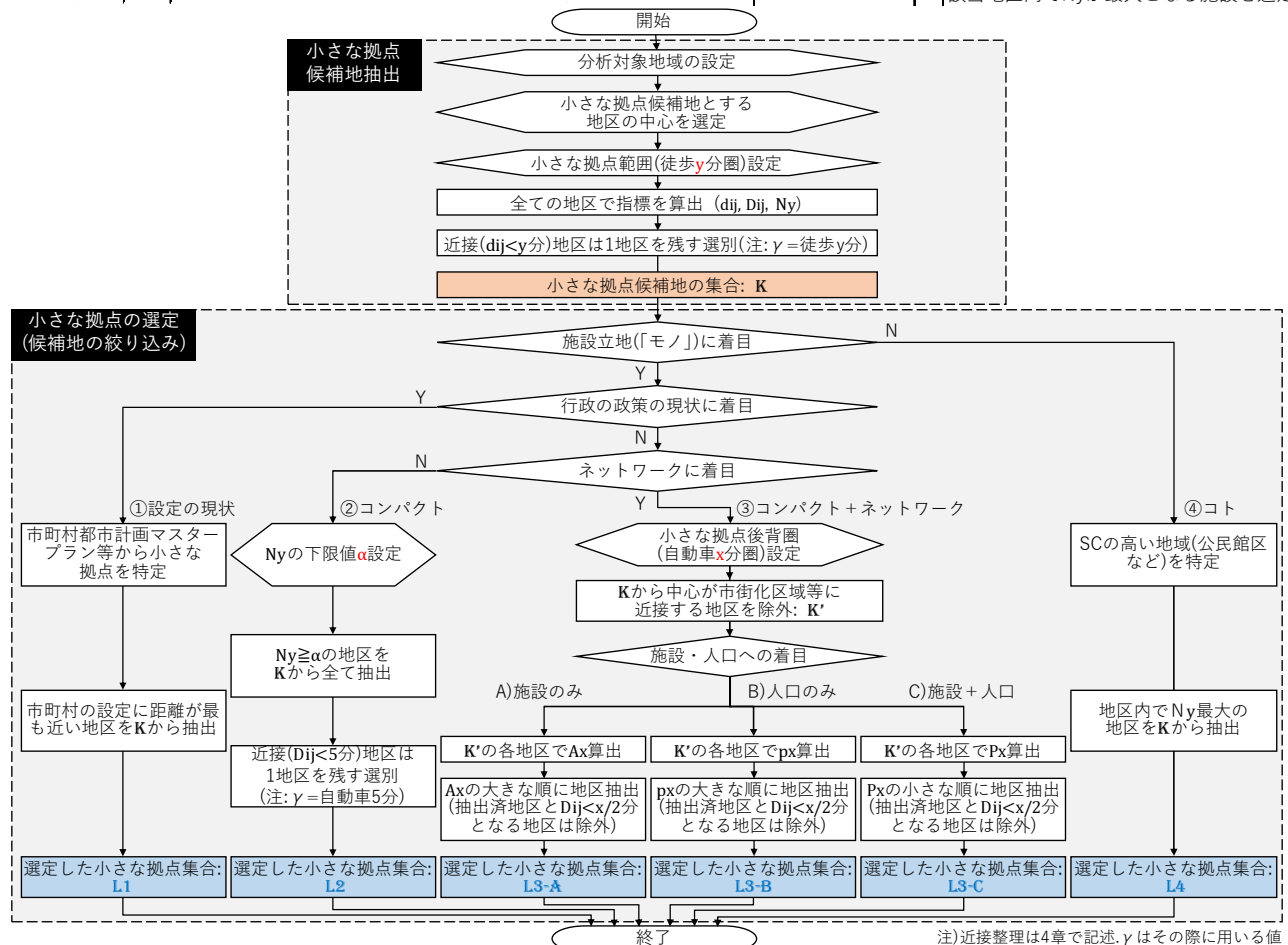 開始
小さな拠点
候補地抽出
分析対象地域の設定
小さな拠点候補地とする
地区の中心を選定
小さな拠点範囲(徒歩y分圏)設定
全ての地区で指標を算出 (dij, Dij, Ny)
近接(dij<y分)地区は1地区を残す選別(注: γ=徒歩y分)
小さな拠点候補地の集合: K
小さな拠点の選定
(候補地の絞り込み)
施設立地(「モノ」)に着目
N
Y
行政の政策の現状に着目
Y
N
ネットワークに着目
N
Y
①設定の現状
市町村都市計画マスター
プラン等から小さな
拠点を特定
市町村の設定に距離が最
も近い地区をKから抽出
選定した小さな拠点集合:
L1
②コンパクト
Nyの下限値α設定
Ny≧αの地区を
Kから全て抽出
近接(Dij<5分)地区は
1地区を残す選別
(注: γ=自動車5分)
選定した小さな拠点集合:
L2
③コンパクト+ネットワーク
小さな拠点後背圏
(自動車x分圏)設定
Kから中心が市街化区域等に
近接する地区を除外: K'
施設・人口への着目
A)施設のみ
K'の各地区でAx算出
Axの大きな順に地区抽出
(抽出済地区とDij<x/2分
となる地区は除外)
選定した小さな拠点集合:
L3-A
B)人口のみ
K'の各地区でpx算出
pxの大きな順に地区抽出
(抽出済地区とDij<x/2分
となる地区は除外)
選定した小さな拠点集合:
L3-B
C)施設+人口
K'の各地区でPx算出
Pxの小さな順に地区抽出
(抽出済地区とDij<x/2分
となる地区は除外)
選定した小さな拠点集合:
L3-C
④コト
SCの高い地域(公民館区
など)を特定
地区内でNy最大の
地区をKから抽出
選定した小さな拠点集合:
L4
終了
注)近接整理は4章で記述.γはその際に用いる値